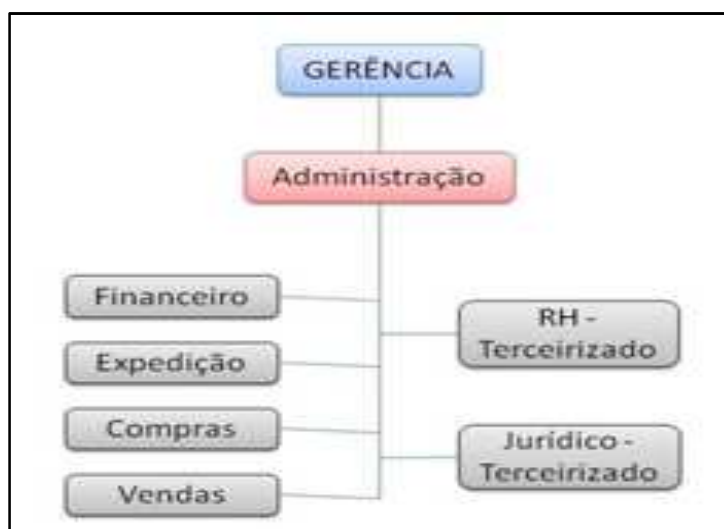 GERÊNCIA
Administração
Financeiro
Expedição
Compras
Vendas
RH -
Terceirizado
Jurídico -
Terceirizado